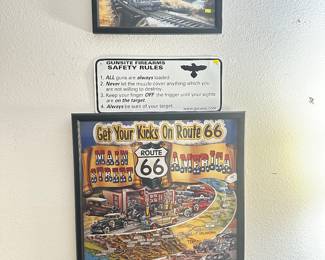 GUNSITE FIREARMS
SAFETY RULES
1. ALL guns are always loaded.
2. Never let the muzzle cover anything which you
are not willing to destroy.
3. Keep your finger OFF the trigger until your sights
are on the target.
4. Always be sure of your target.
Get Your Kicks On Route 66
MAIN
STREET
ROUTE
66
AMERICA